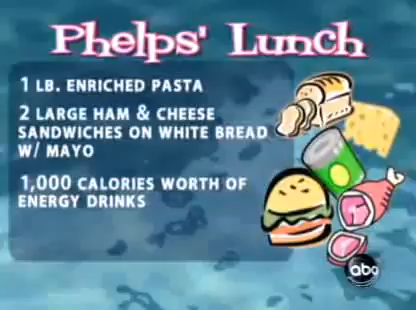 Phelps' Lunch
1 LB. ENRICHED PASTA
2 LARGE HAM & CHEESE
SANDWICHES ON WHITE BREAD
W/ MAYO
1,000 CALORIES WORTH OF
ENERGY DRINKS
abc